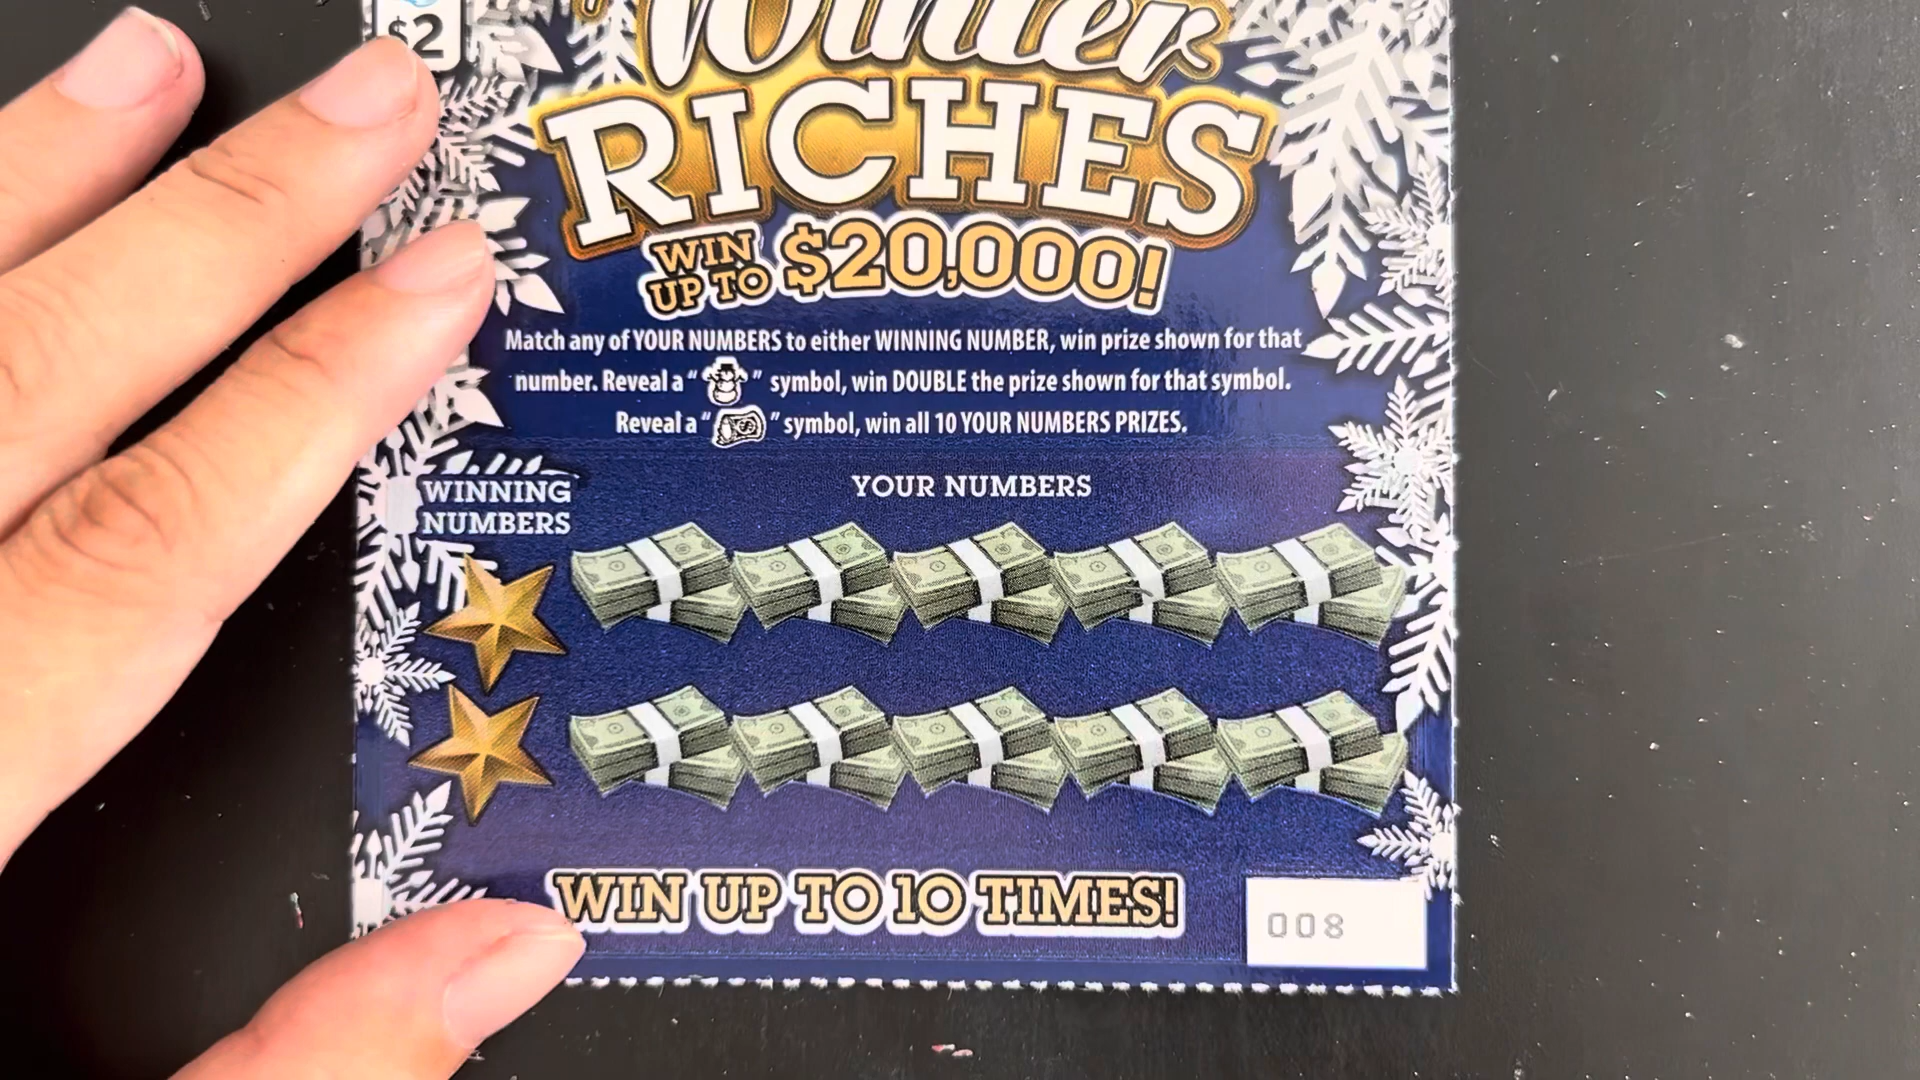 $2
Winter
RICHES
WIN
UP TO $20,000!
Match any of YOUR NUMBERS to either WINNING NUMBER, win prize shown for that
number. Reveal a " " symbol, win DOUBLE the prize shown for that symbol.
Reveal a " " symbol, win all 10 YOUR NUMBERS PRIZES.
WINNING
NUMBERS
YOUR NUMBERS
WIN UP TO 10 TIMES!
008